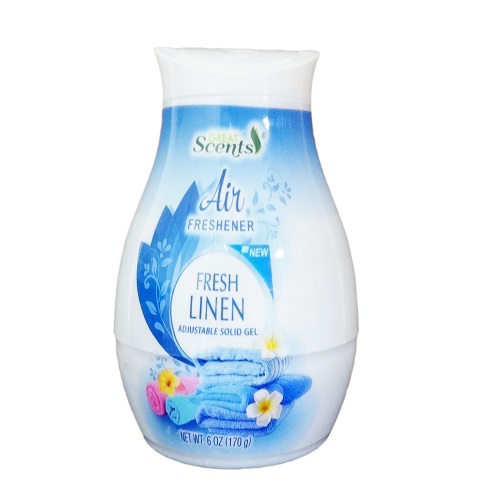 GREAT
Scents
Air
FRESHENER
NEW
FRESH
LINEN
ADJUSTABLE SOLID GEL
NET WT. 6 OZ (170 g)